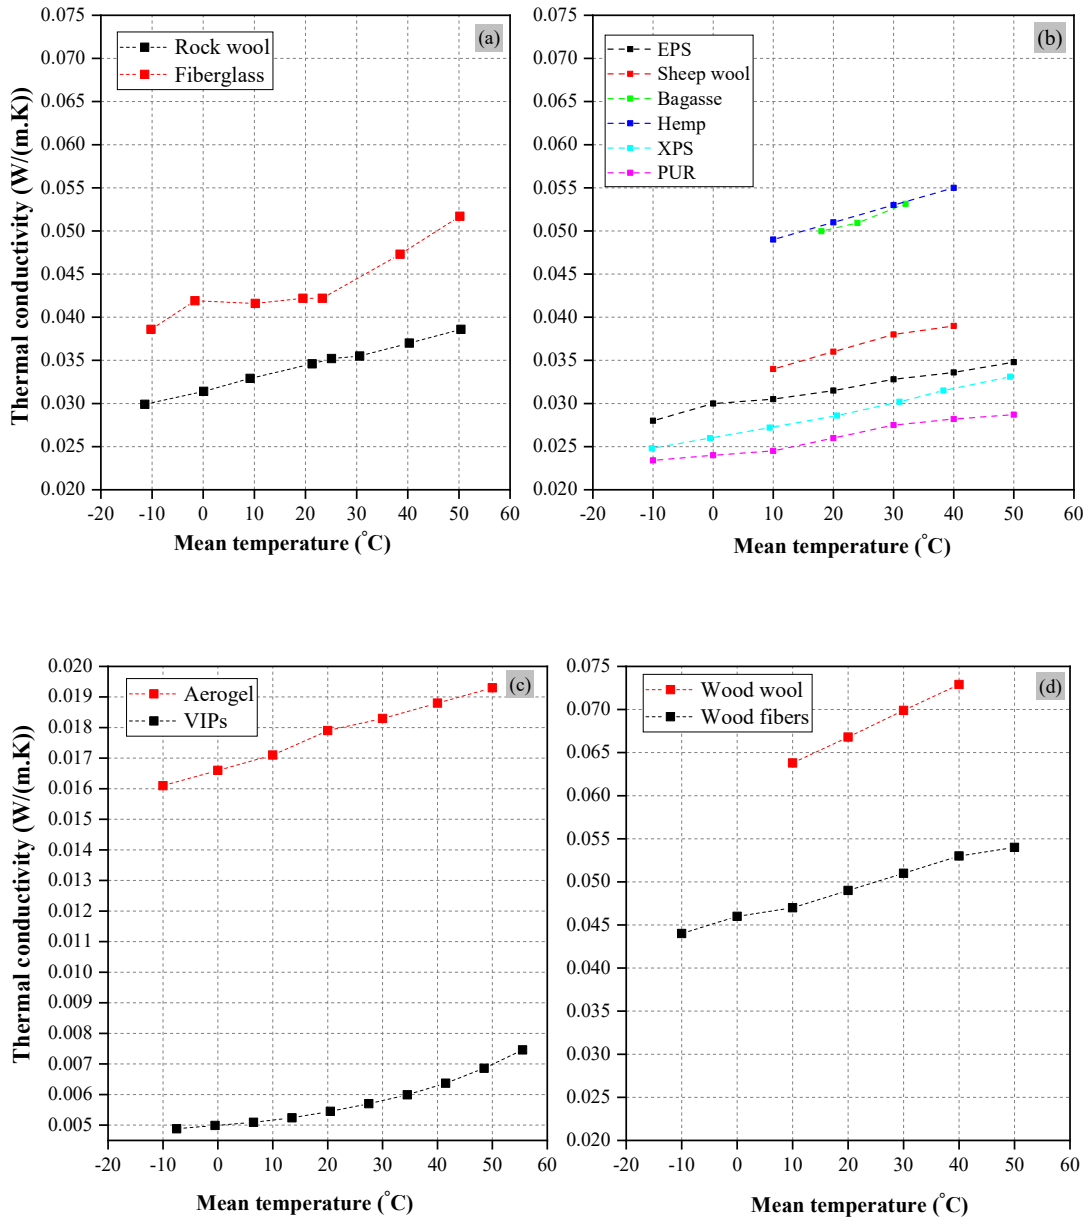 Thermal conductivity (W/(m.K))
0.075
0.070
0.065
0.060
0.055
0.050
0.045
0.040
0.035
0.030
0.025
0.020
Rock wool
Fiberglass
(a)
-20 -10 0 10 20 30 40 50 60
Mean temperature (°C)
0.075
0.070
0.065
0.060
0.055
0.050
0.045
0.040
0.035
0.030
0.025
0.020
EPS
Sheep wool
Bagasse
Hemp
XPS
PUR
(b)
-20 -10 0 10 20 30 40 50 60
Mean temperature (°C)
Thermal conductivity (W/(m.K))
0.020
0.019
0.018
0.017
0.016
0.015
0.014
0.013
0.012
0.011
0.010
0.009
0.008
0.007
0.006
0.005
Aerogel
VIPs
(c)
-20 -10 0 10 20 30 40 50 60
Mean temperature (°C)
0.075
0.070
0.065
0.060
0.055
0.050
0.045
0.040
0.035
0.030
0.025
0.020
Wood wool
Wood fibers
(d)
-20 -10 0 10 20 30 40 50 60
Mean temperature (°C)